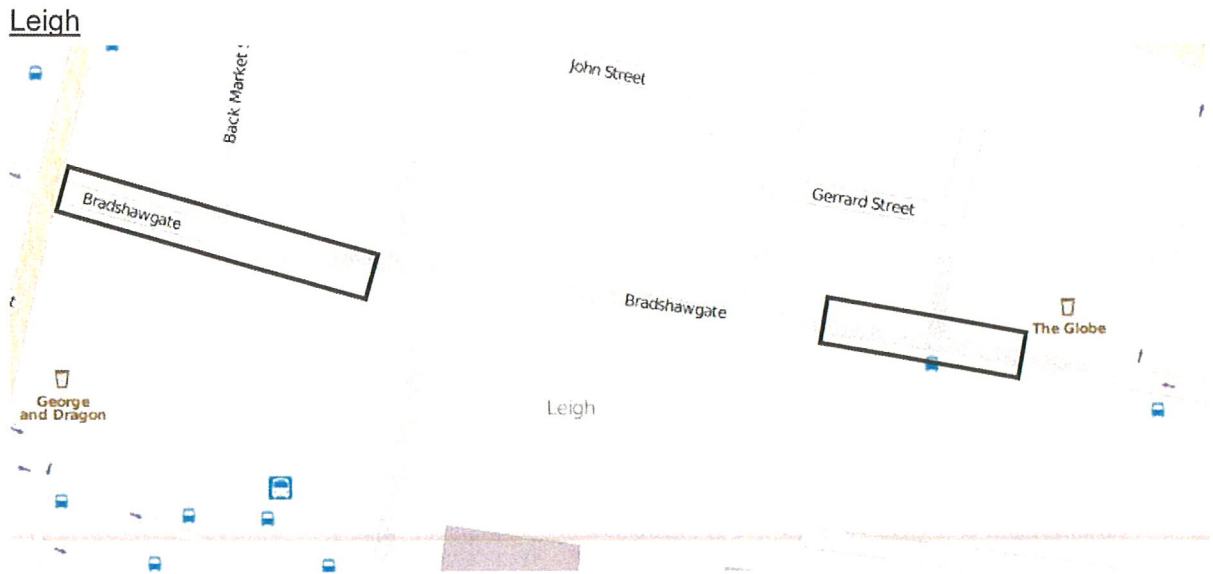 Leigh
Back Market S
John Street
Bradshawgate
Gerrard Street
Bradshawgate
The Globe
t
George
and Dragon
Leigh